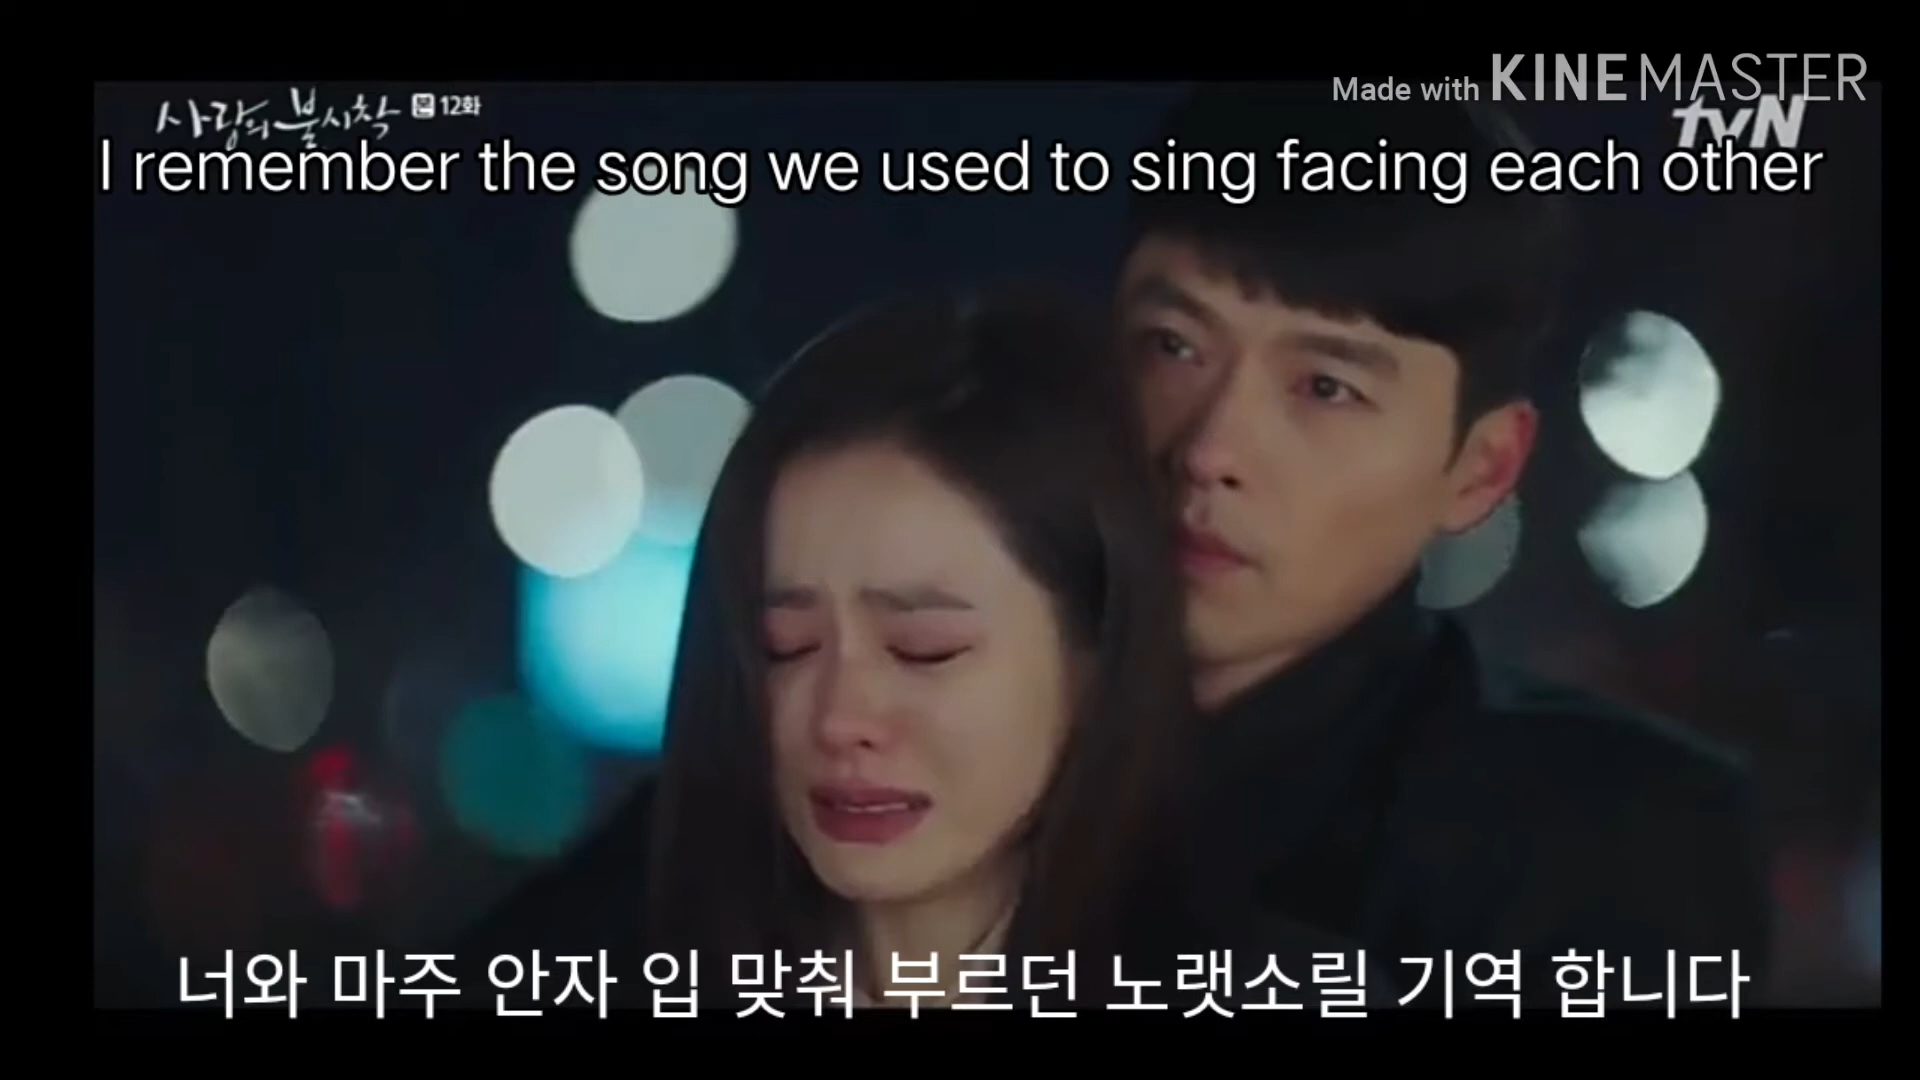 Made with KINEMASTER
사랑의 불시착 본 12화
tvN
I remember the song we used to sing facing each other
너와 마주 안자 입 맞춰 부르던 노랫소릴 기역 합니다